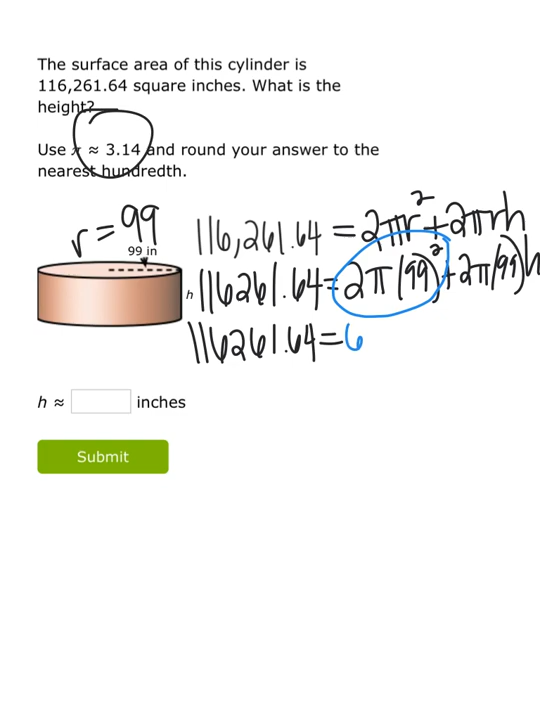 The surface area of this cylinder is
116,261.64 square inches. What is the
height?
Use π ≈ 3.14 and round your answer to the
nearest hundredth.
r = 99
116,261.64 = 2πr² + 2πrh
99 in
h
116261.64 = 2π(99)² + 2π(99)h
116261.64 = 6
h ≈ inches
Submit